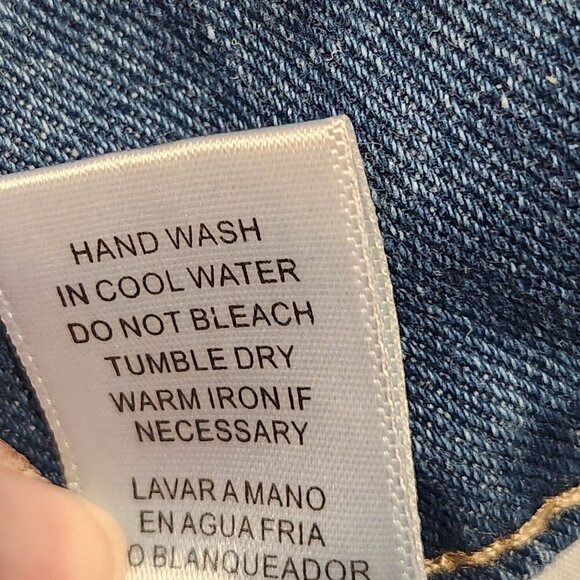 HAND WASH
IN COOL WATER
DO NOT BLEACH
TUMBLE DRY
WARM IRON IF
NECESSARY
LAVAR A MANO
EN AGUA FRIA
O BLANQUEADOR